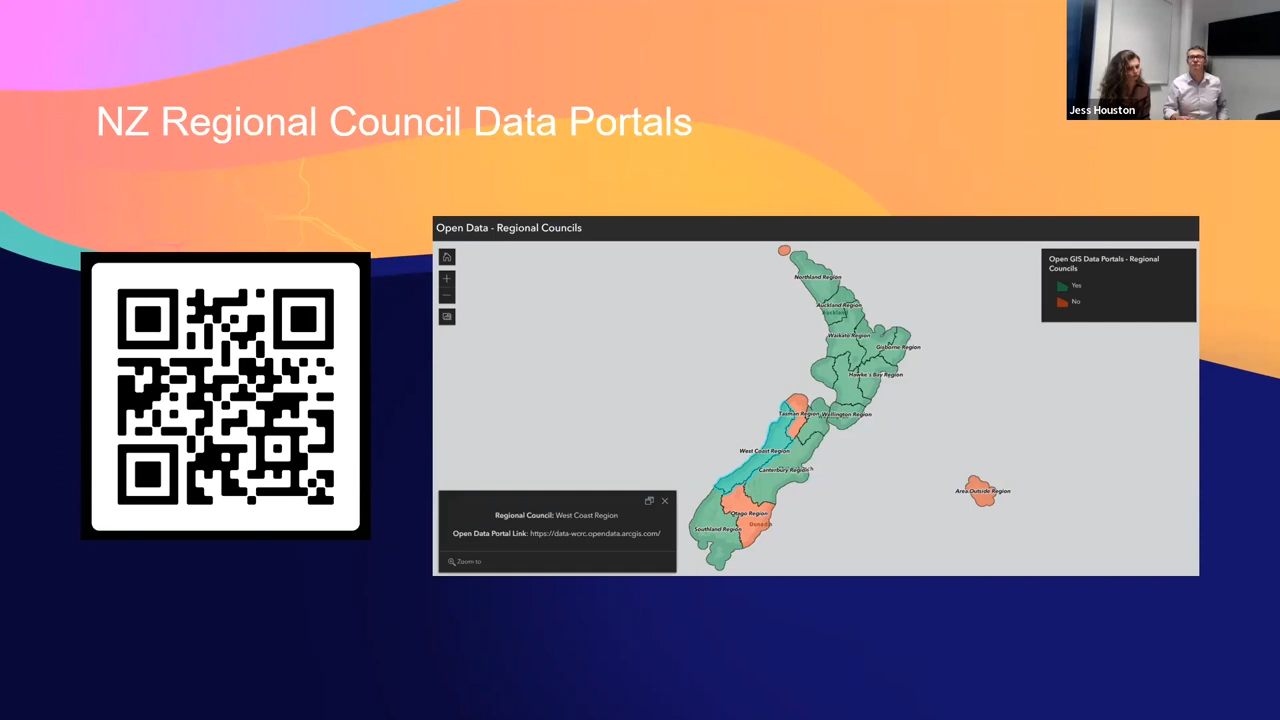 NZ Regional Council Data Portals
Jess Houston
Open Data - Regional Councils
Open GIS Data Portals - Regional
Councils
Yes
No
Northland Region
Auckland Region
Auckland
Waikato Region
Gisborne Region
Hawke's Bay Region
Tasman Region
Wellington Region
West Coast Region
Canterbury Region
Area Outside Region
Otago Region
Southland Region
Regional Council: West Coast Region
Open Data Portal Link: https://data-wcrc.opendata.arcgis.com/
Zoom to